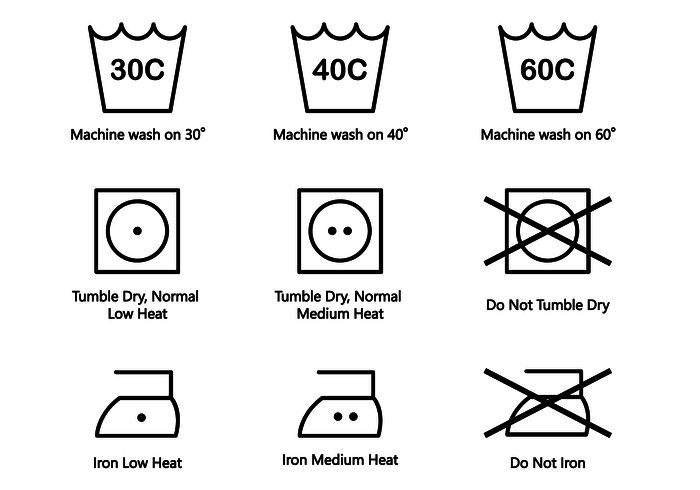 30C
40C
60C
Machine wash on 30°
Machine wash on 40°
Machine wash on 60°
Tumble Dry, Normal
Low Heat
Tumble Dry, Normal
Medium Heat
Do Not Tumble Dry
Iron Low Heat
Iron Medium Heat
Do Not Iron